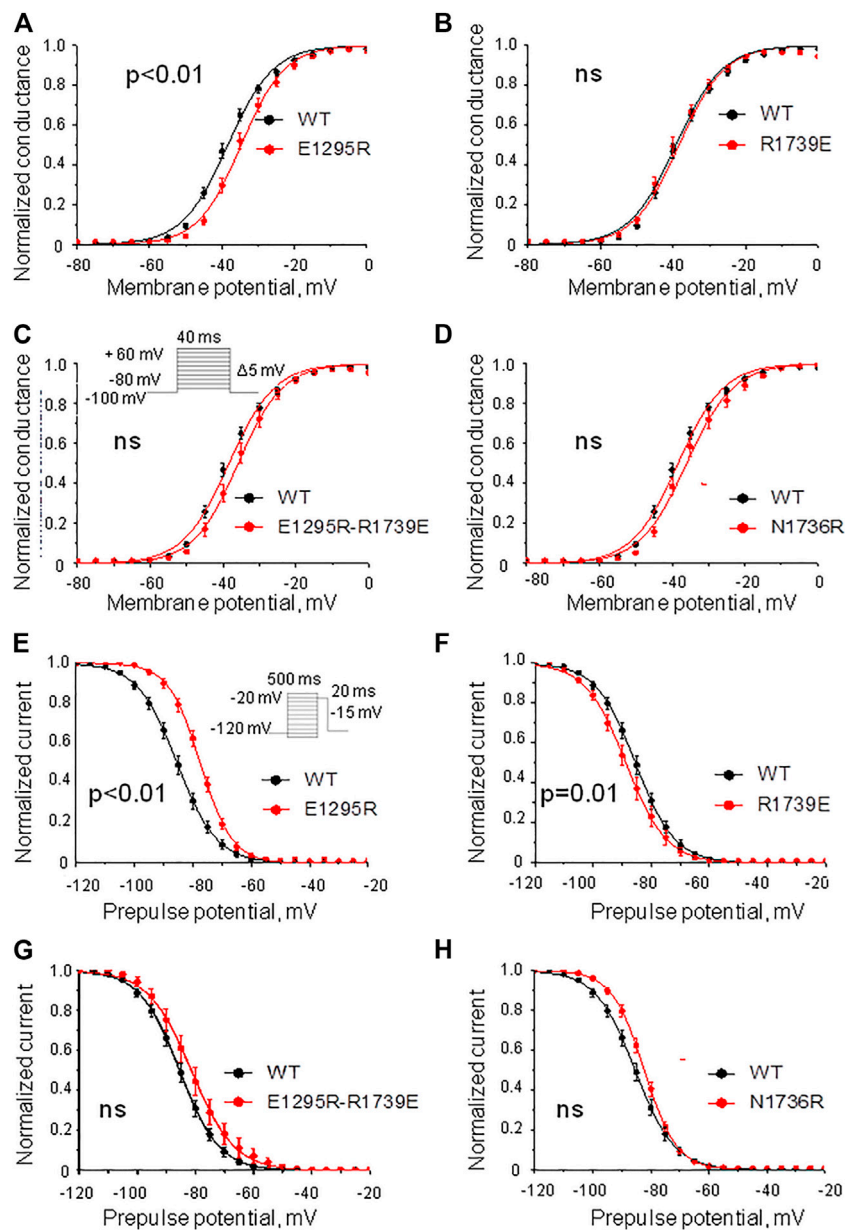 A
Normalized conductance
1.0
0.8
0.6
0.4
0.2
0
p<0.01
WT
E1295R
-80 -60 -40 -20 0
Membrane potential, mV
B
Normalized conductance
1.0
0.8
0.6
0.4
0.2
0
ns
WT
R1739E
-80 -60 -40 -20 0
Membrane potential, mV
C
Normalized conductance
1.0
0.8
0.6
0.4
0.2
0
40 ms
+ 60 mV
-80 mV
Δ5 mV
-100 mV
ns
WT
E1295R-R1739E
-80 -60 -40 -20 0
Membrane potential, mV
D
Normalized conductance
1.0
0.8
0.6
0.4
0.2
0
ns
WT
N1736R
-80 -60 -40 -20 0
Membrane potential, mV
E
Normalized current
1.0
0.8
0.6
0.4
0.2
0
500 ms
-20 mV
20 ms
-15 mV
-120 mV
p<0.01
WT
E1295R
-120 -100 -80 -60 -40 -20
Prepulse potential, mV
F
Normalized current
1.0
0.8
0.6
0.4
0.2
0
p=0.01
WT
R1739E
-120 -100 -80 -60 -40 -20
Prepulse potential, mV
G
Normalized current
1.0
0.8
0.6
0.4
0.2
0
ns
WT
E1295R-R1739E
-120 -100 -80 -60 -40 -20
Prepulse potential, mV
H
Normalized current
1.0
0.8
0.6
0.4
0.2
0
ns
WT
N1736R
-120 -100 -80 -60 -40 -20
Prepulse potential, mV